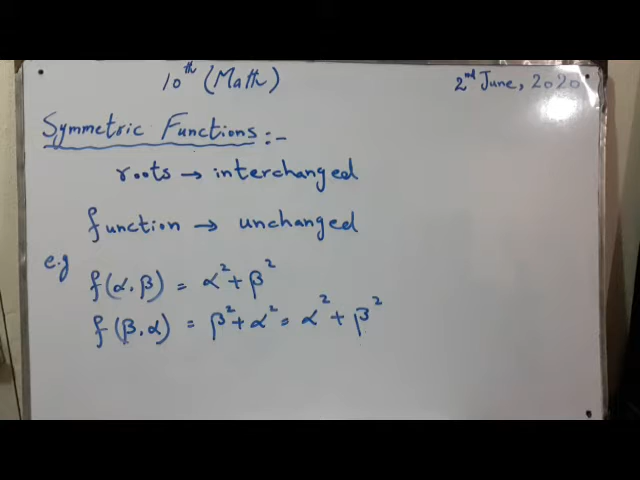 10th (Math)
2nd June, 2020
Symmetric Functions :-
roots → interchanged
function → unchanged
e.g
f(α.β) = α² + β²
f(β.α) = β² + α² = α² + β²